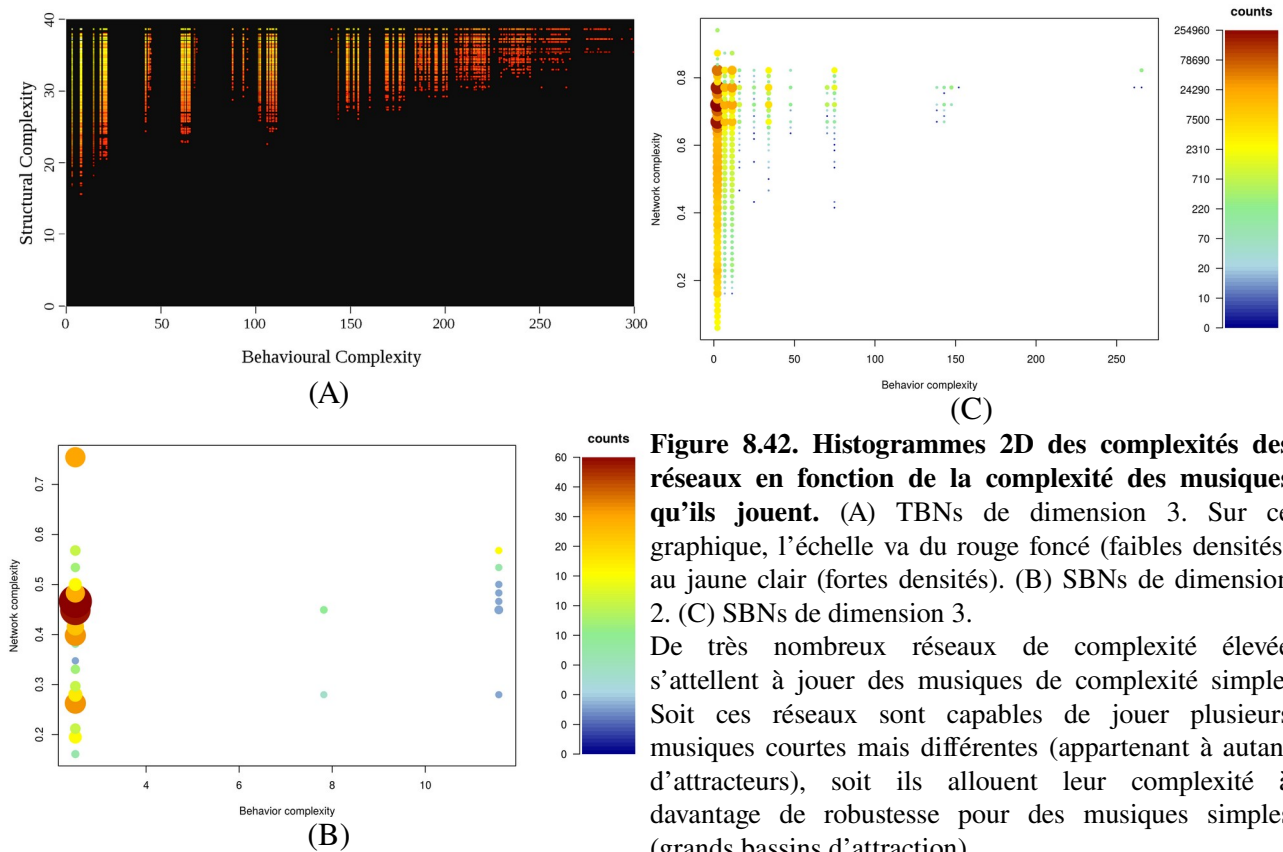 40
30
20
10
0
Structural Complexity
0 50 100 150 200 250 300
Behavioural Complexity
(A)
counts
254960
78690
24290
7500
2310
710
220
70
20
10
0
0.8
0.6
0.4
0.2
Network complexity
0 50 100 150 200 250
Behavior complexity
(C)
counts
60
40
30
20
10
10
10
0
0
0
0
0.7
0.6
0.5
0.4
0.3
0.2
Network complexity
4 6 8 10
Behavior complexity
(B)
Figure 8.42. Histogrammes 2D des complexités des
réseaux en fonction de la complexité des musiques
qu'ils jouent. (A) TBNs de dimension 3. Sur ce
graphique, l'échelle va du rouge foncé (faibles densités
au jaune clair (fortes densités). (B) SBNs de dimension
2. (C) SBNs de dimension 3.
De très nombreux réseaux de complexité élevée
s'attellent à jouer des musiques de complexité simple
Soit ces réseaux sont capables de jouer plusieurs
musiques courtes mais différentes (appartenant à autan
d'attracteurs), soit ils allouent leur complexité à
davantage de robustesse pour des musiques simples
(grands bassins d'attraction)